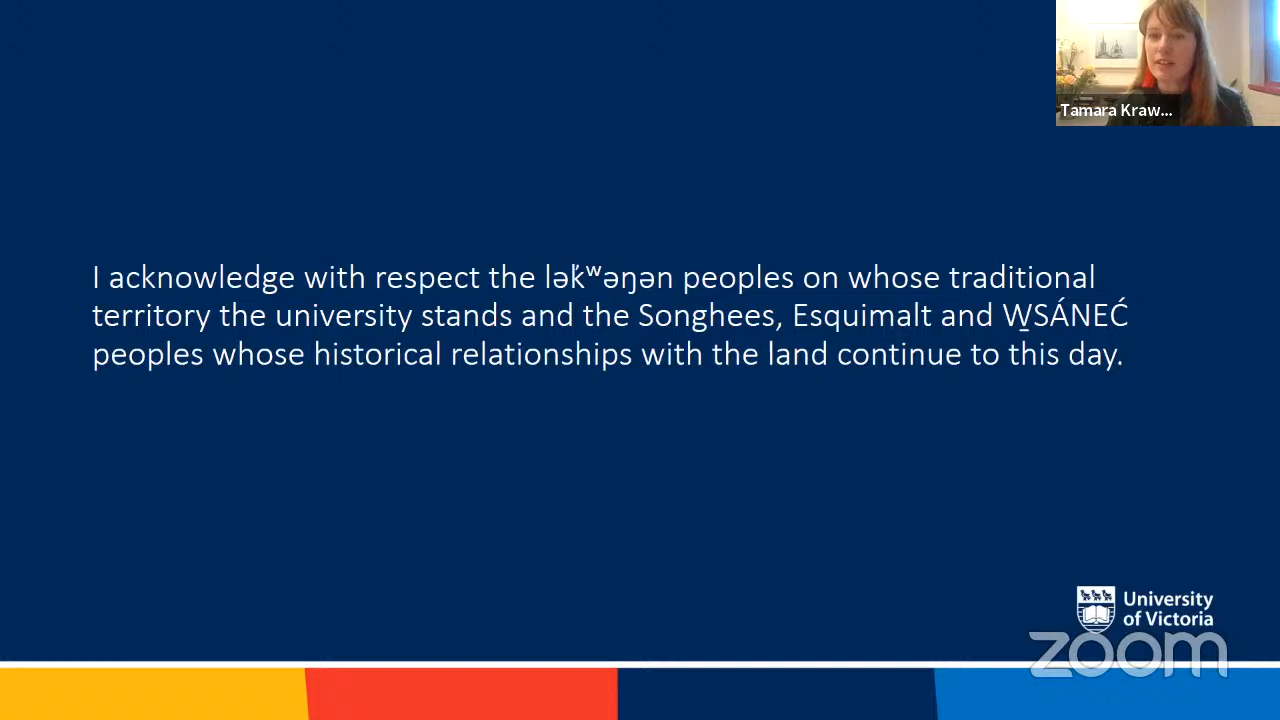 Tamara Kraw...
I acknowledge with respect the lək̓ʷəŋən peoples on whose traditional
territory the university stands and the Songhees, Esquimalt and W̱SÁNEĆ
peoples whose historical relationships with the land continue to this day.
University
of Victoria
zoom